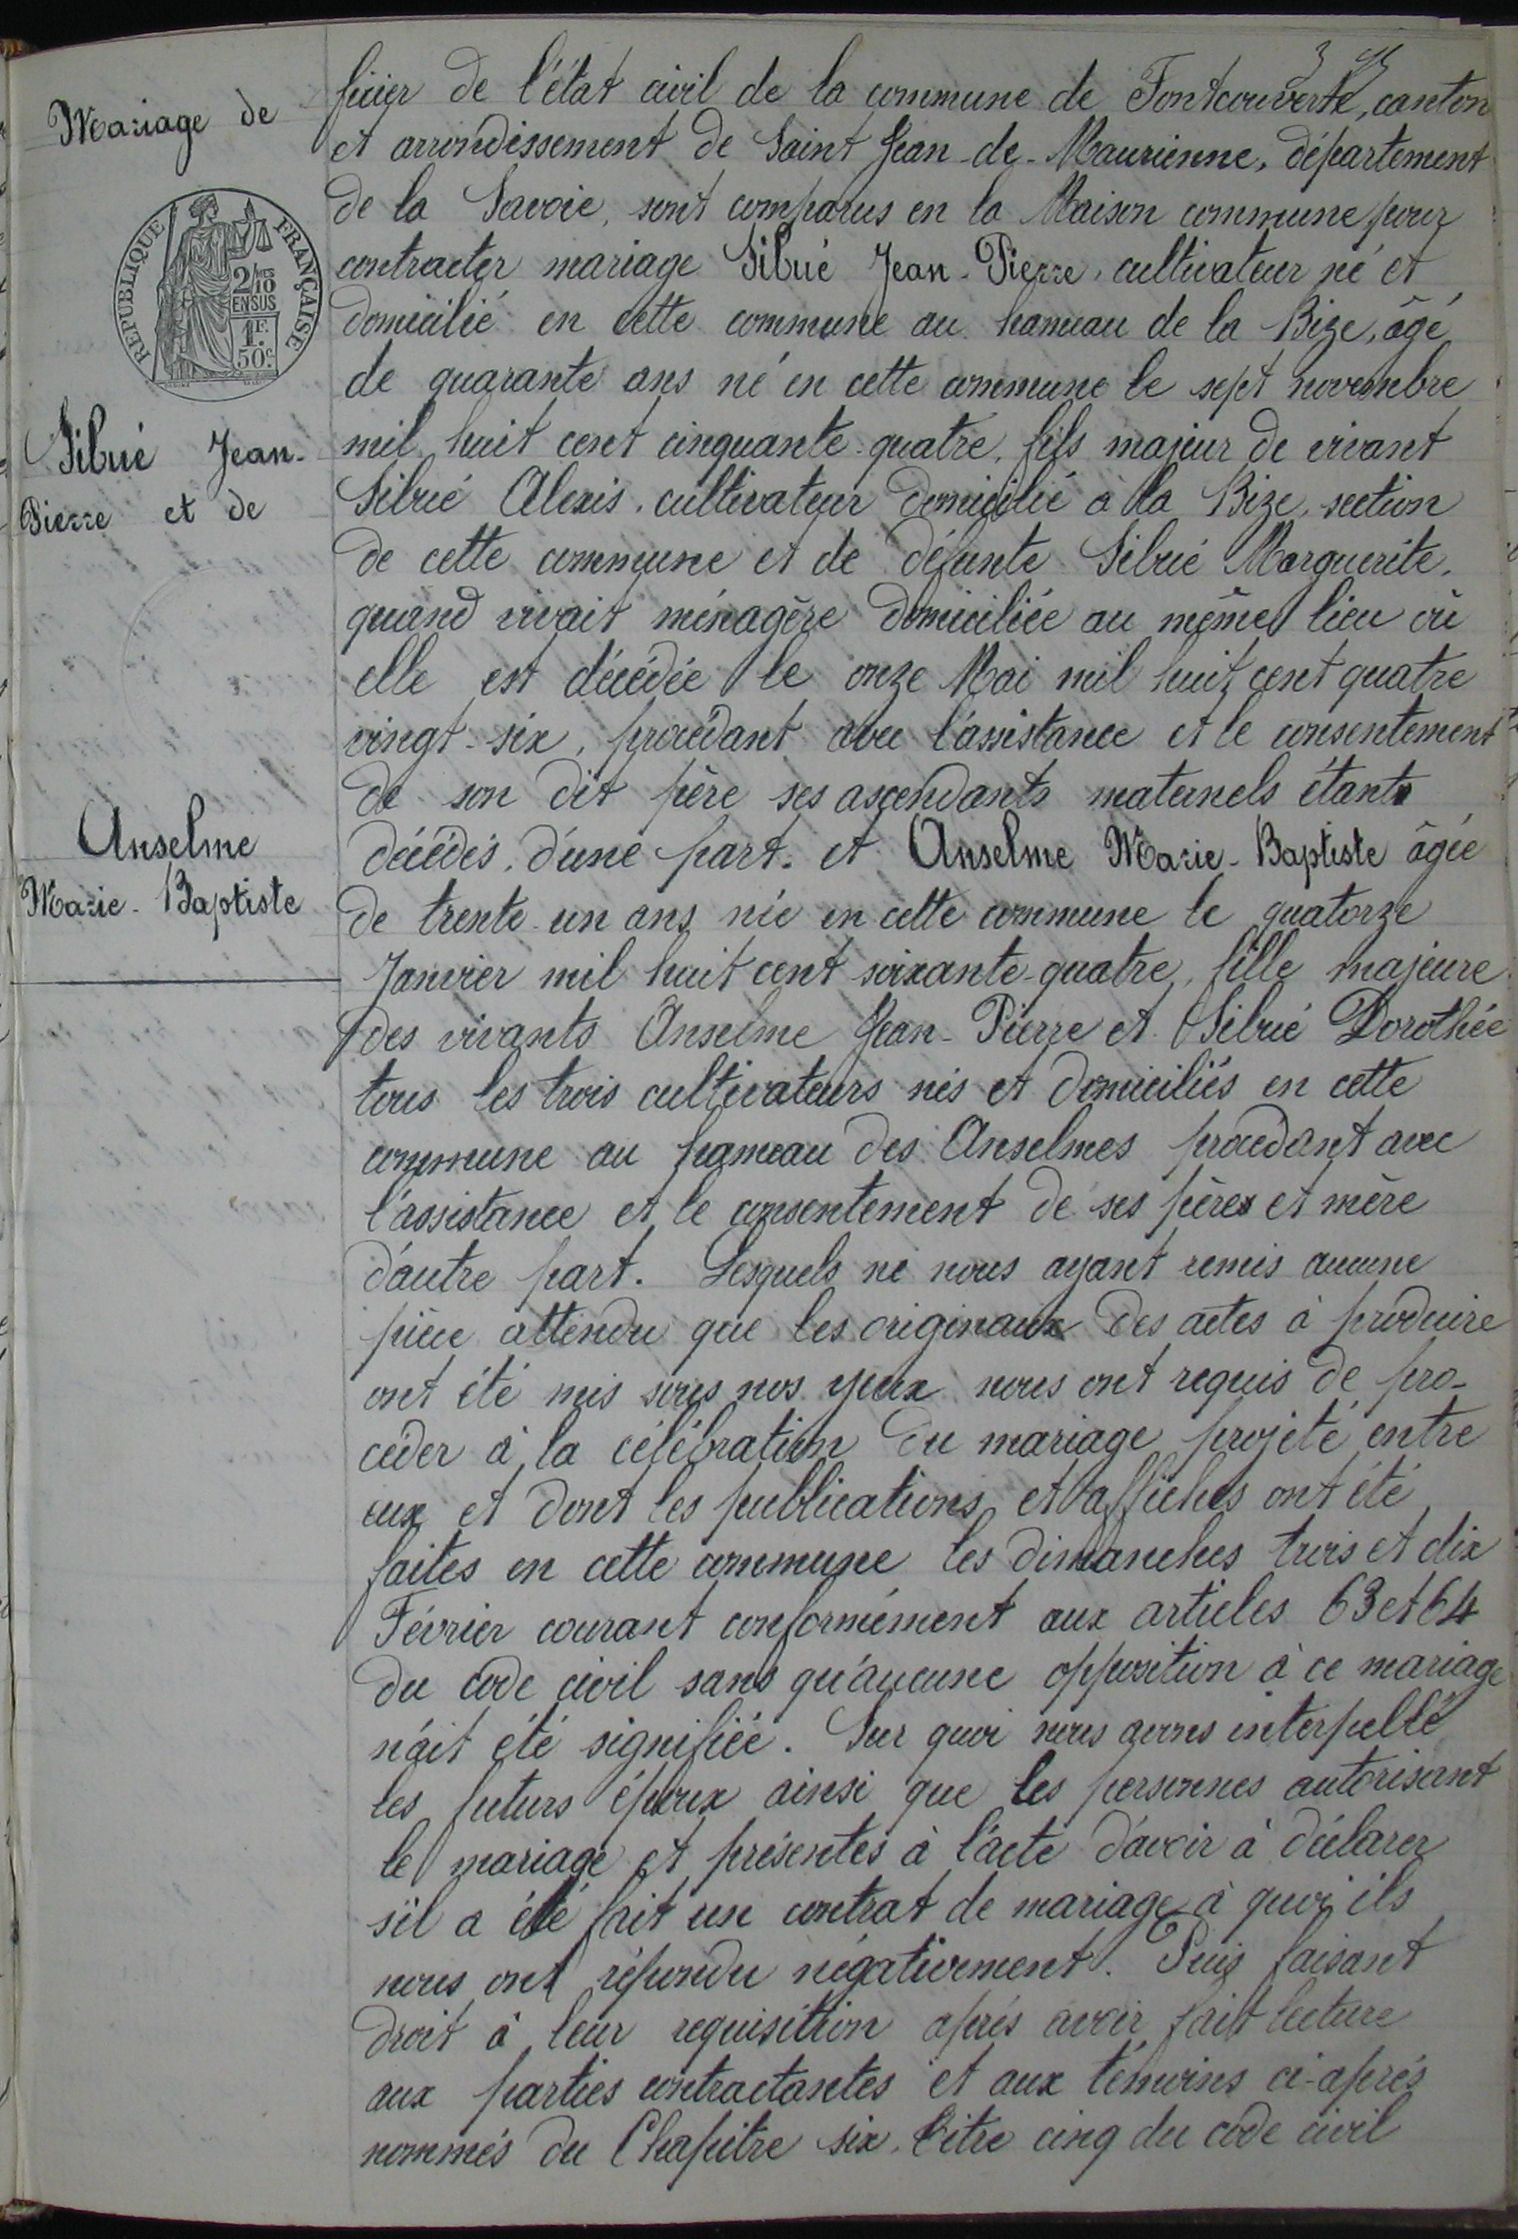 Mariage de
RÉPUBLIQUE FRANÇAISE
2/10
EN SUS
1F.
50c.
Sibué Jean-
Pierre et de
Anselme
Marie-Baptiste
3
ficier de l'état civil de la commune de Fontcouverte, canton
et arrondissement de Saint Jean-de-Maurienne, département
de la Savoie, sont comparus en la Maison commune pour
contracter mariage Sibué Jean-Pierre, cultivateur né et
domicilié en cette commune au hameau de la Bize, âgé
de quarante ans né en cette commune le sept novembre
mil huit cent cinquante-quatre, fils majeur de vivant
Sibué Alexis, cultivateur domicilié à la Bize, section
de cette commune et de défunte Sibué Marguerite,
quand vivait ménagère domiciliée au même lieu où
elle est décédée le onze Mai mil huit cent quatre
vingt-six, procédant avec l'assistance et le consentement
de son dit père ses ascendants maternels étant
décédés, d'une part. et Anselme Marie-Baptiste âgée
de trente-un ans née en cette commune le quatorze
Janvier mil huit cent soixante-quatre, fille majeure
des vivants Anselme Jean-Pierre et Sibué Dorothée
tous les trois cultivateurs nés et domiciliés en cette
commune au hameau des Anselmes procédant avec
l'assistance et le consentement de ses père et mère
d'autre part. Lesquels ne nous ayant remis aucune
pièce attendu que les originaux des actes à produire
ont été mis sous nos yeux nous ont requis de pro-
céder à la célébration du mariage projeté entre
eux et dont les publications et affiches ont été
faites en cette commune les dimanches trois et dix
Février courant conformément aux articles 63 et 64
du code civil sans qu'aucune opposition à ce mariage
n'ait été signifiée. Sur quoi nous avons interpellé
les futurs époux ainsi que les personnes autorisant
le mariage et présentes à l'acte d'avoir à déclarer
s'il a été fait un contrat de mariage à quoi ils
nous ont répondu négativement. Puis faisant
droit à leur requisition après avoir fait lecture
aux parties contractantes et aux témoins ci-après
nommés du Chapitre six, titre cinq du code civil